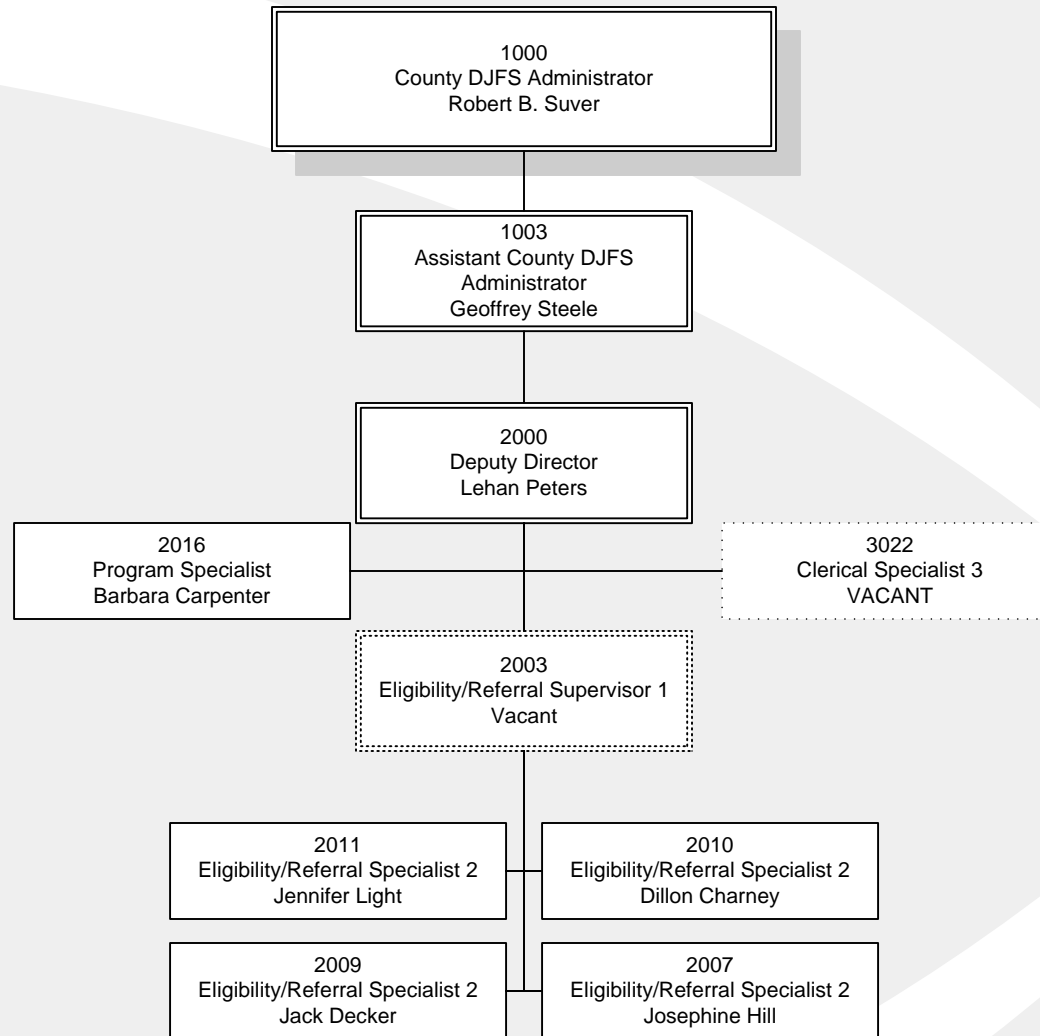 1000
County DJFS Administrator
Robert B. Suver
1003
Assistant County DJFS
Administrator
Geoffrey Steele
2000
Deputy Director
Lehan Peters
2016
Program Specialist
Barbara Carpenter
3022
Clerical Specialist 3
VACANT
2003
Eligibility/Referral Supervisor 1
Vacant
2011
Eligibility/Referral Specialist 2
Jennifer Light
2010
Eligibility/Referral Specialist 2
Dillon Charney
2009
Eligibility/Referral Specialist 2
Jack Decker
2007
Eligibility/Referral Specialist 2
Josephine Hill